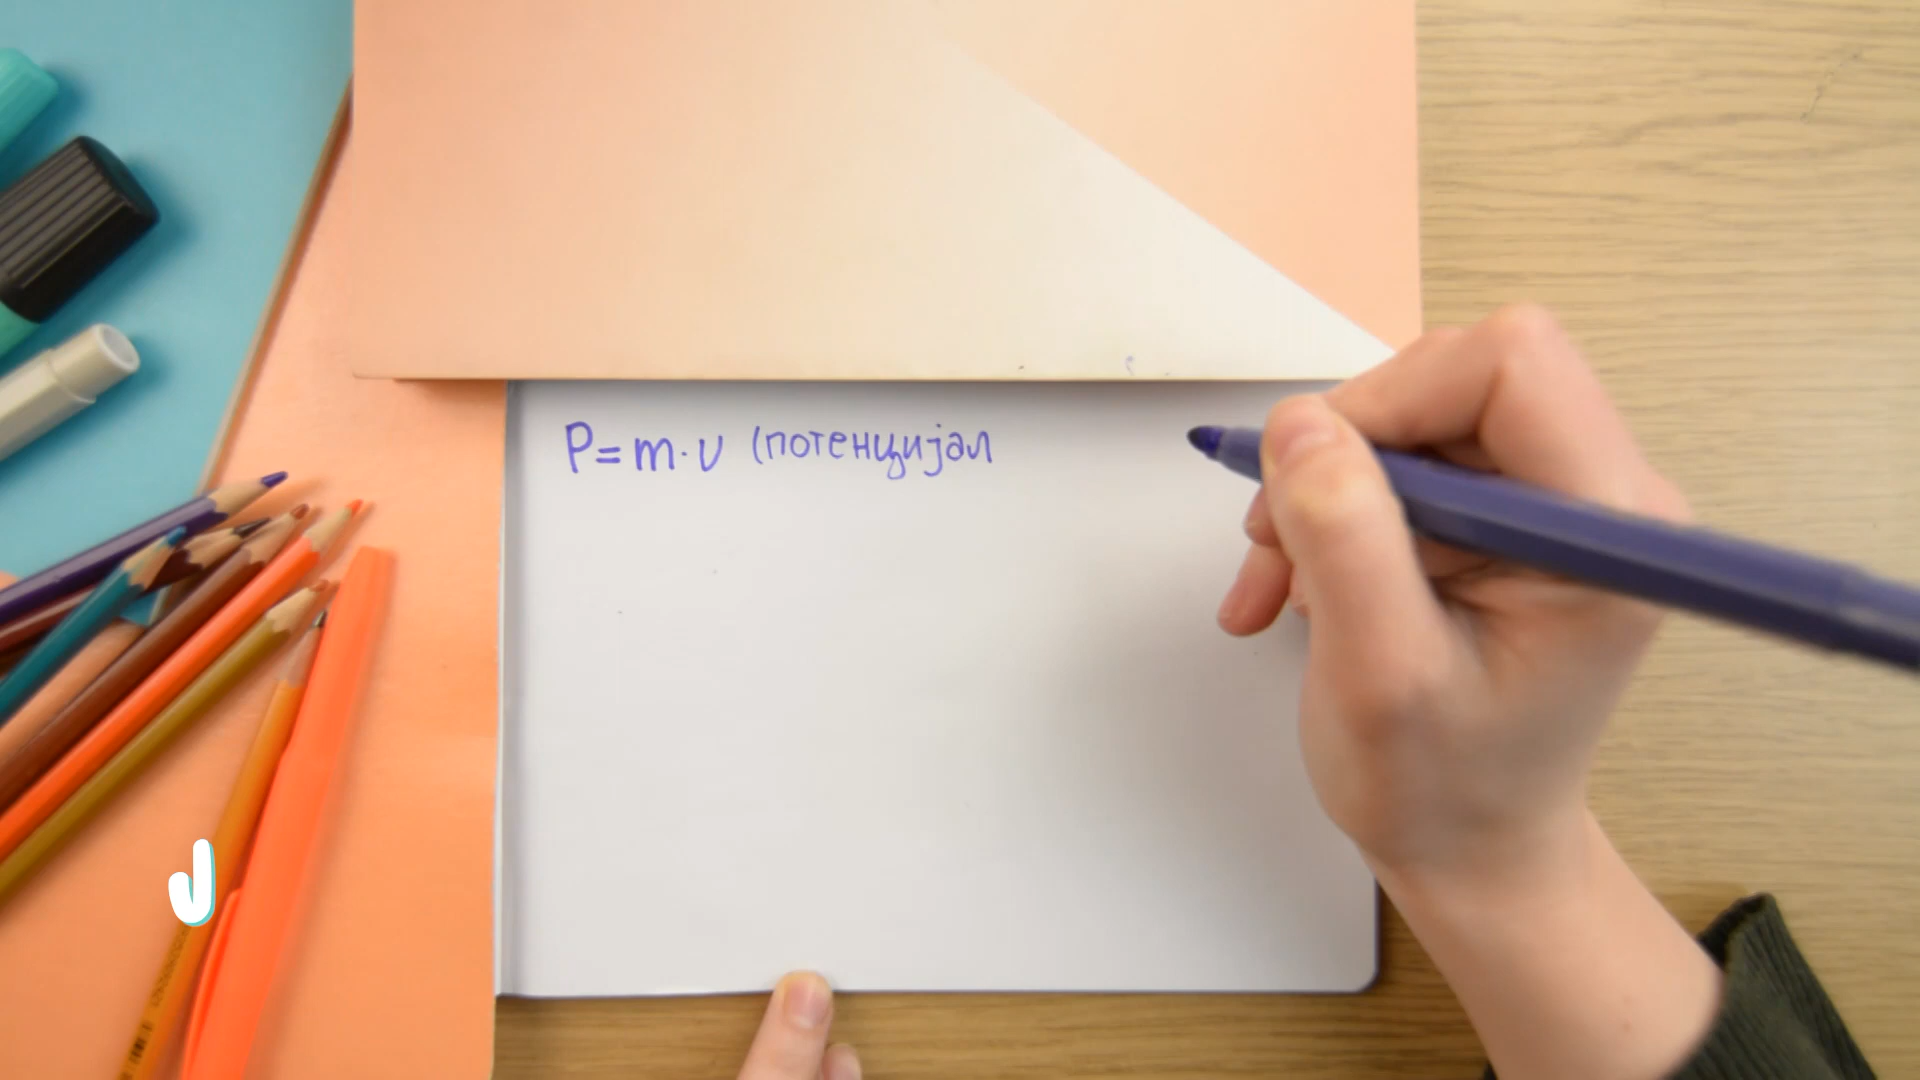 P = m · v (потенцијал
J